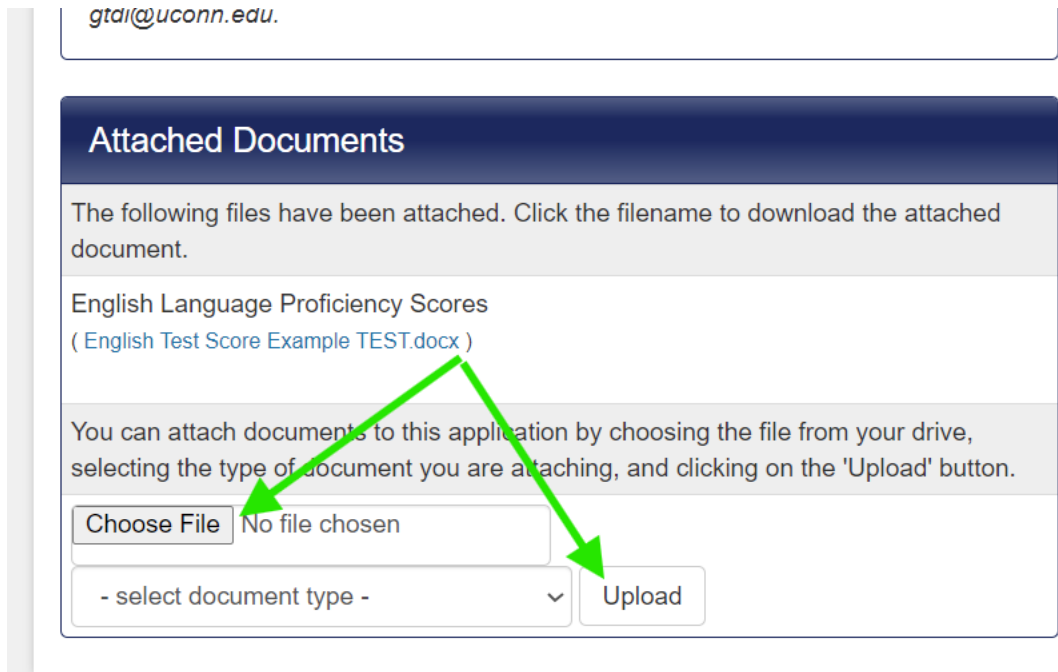 gtai@uconn.edu.
Attached Documents
The following files have been attached. Click the filename to download the attached
document.
English Language Proficiency Scores
( English Test Score Example TEST.docx )
You can attach documents to this application by choosing the file from your drive,
selecting the type of document you are attaching, and clicking on the 'Upload' button.
Choose File No file chosen
- select document type - Upload